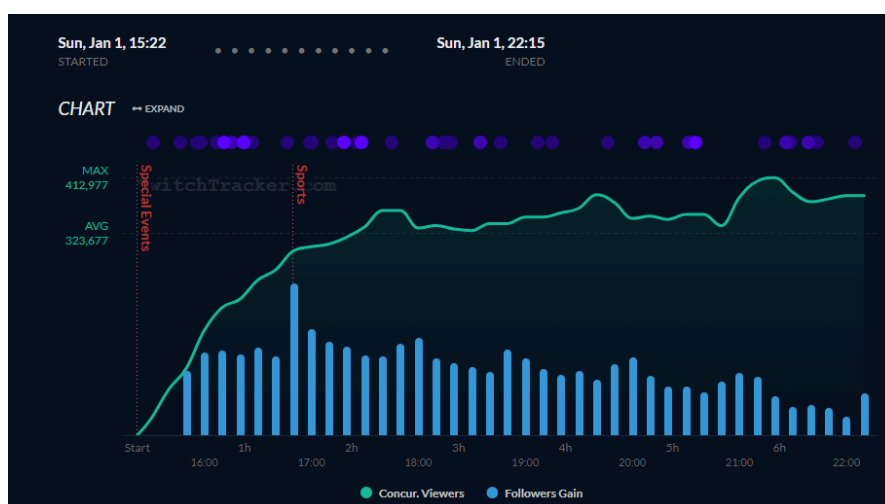 Sun, Jan 1, 15:22
STARTED
Sun, Jan 1, 22:15
ENDED
CHART
EXPAND
MAX
412,977
AVG
323,677
Special Events
witchTracker.com
Sports
Start 1h 2h 3h 4h 5h 6h
16:00 17:00 18:00 19:00 20:00 21:00 22:00
Concur. Viewers Followers Gain